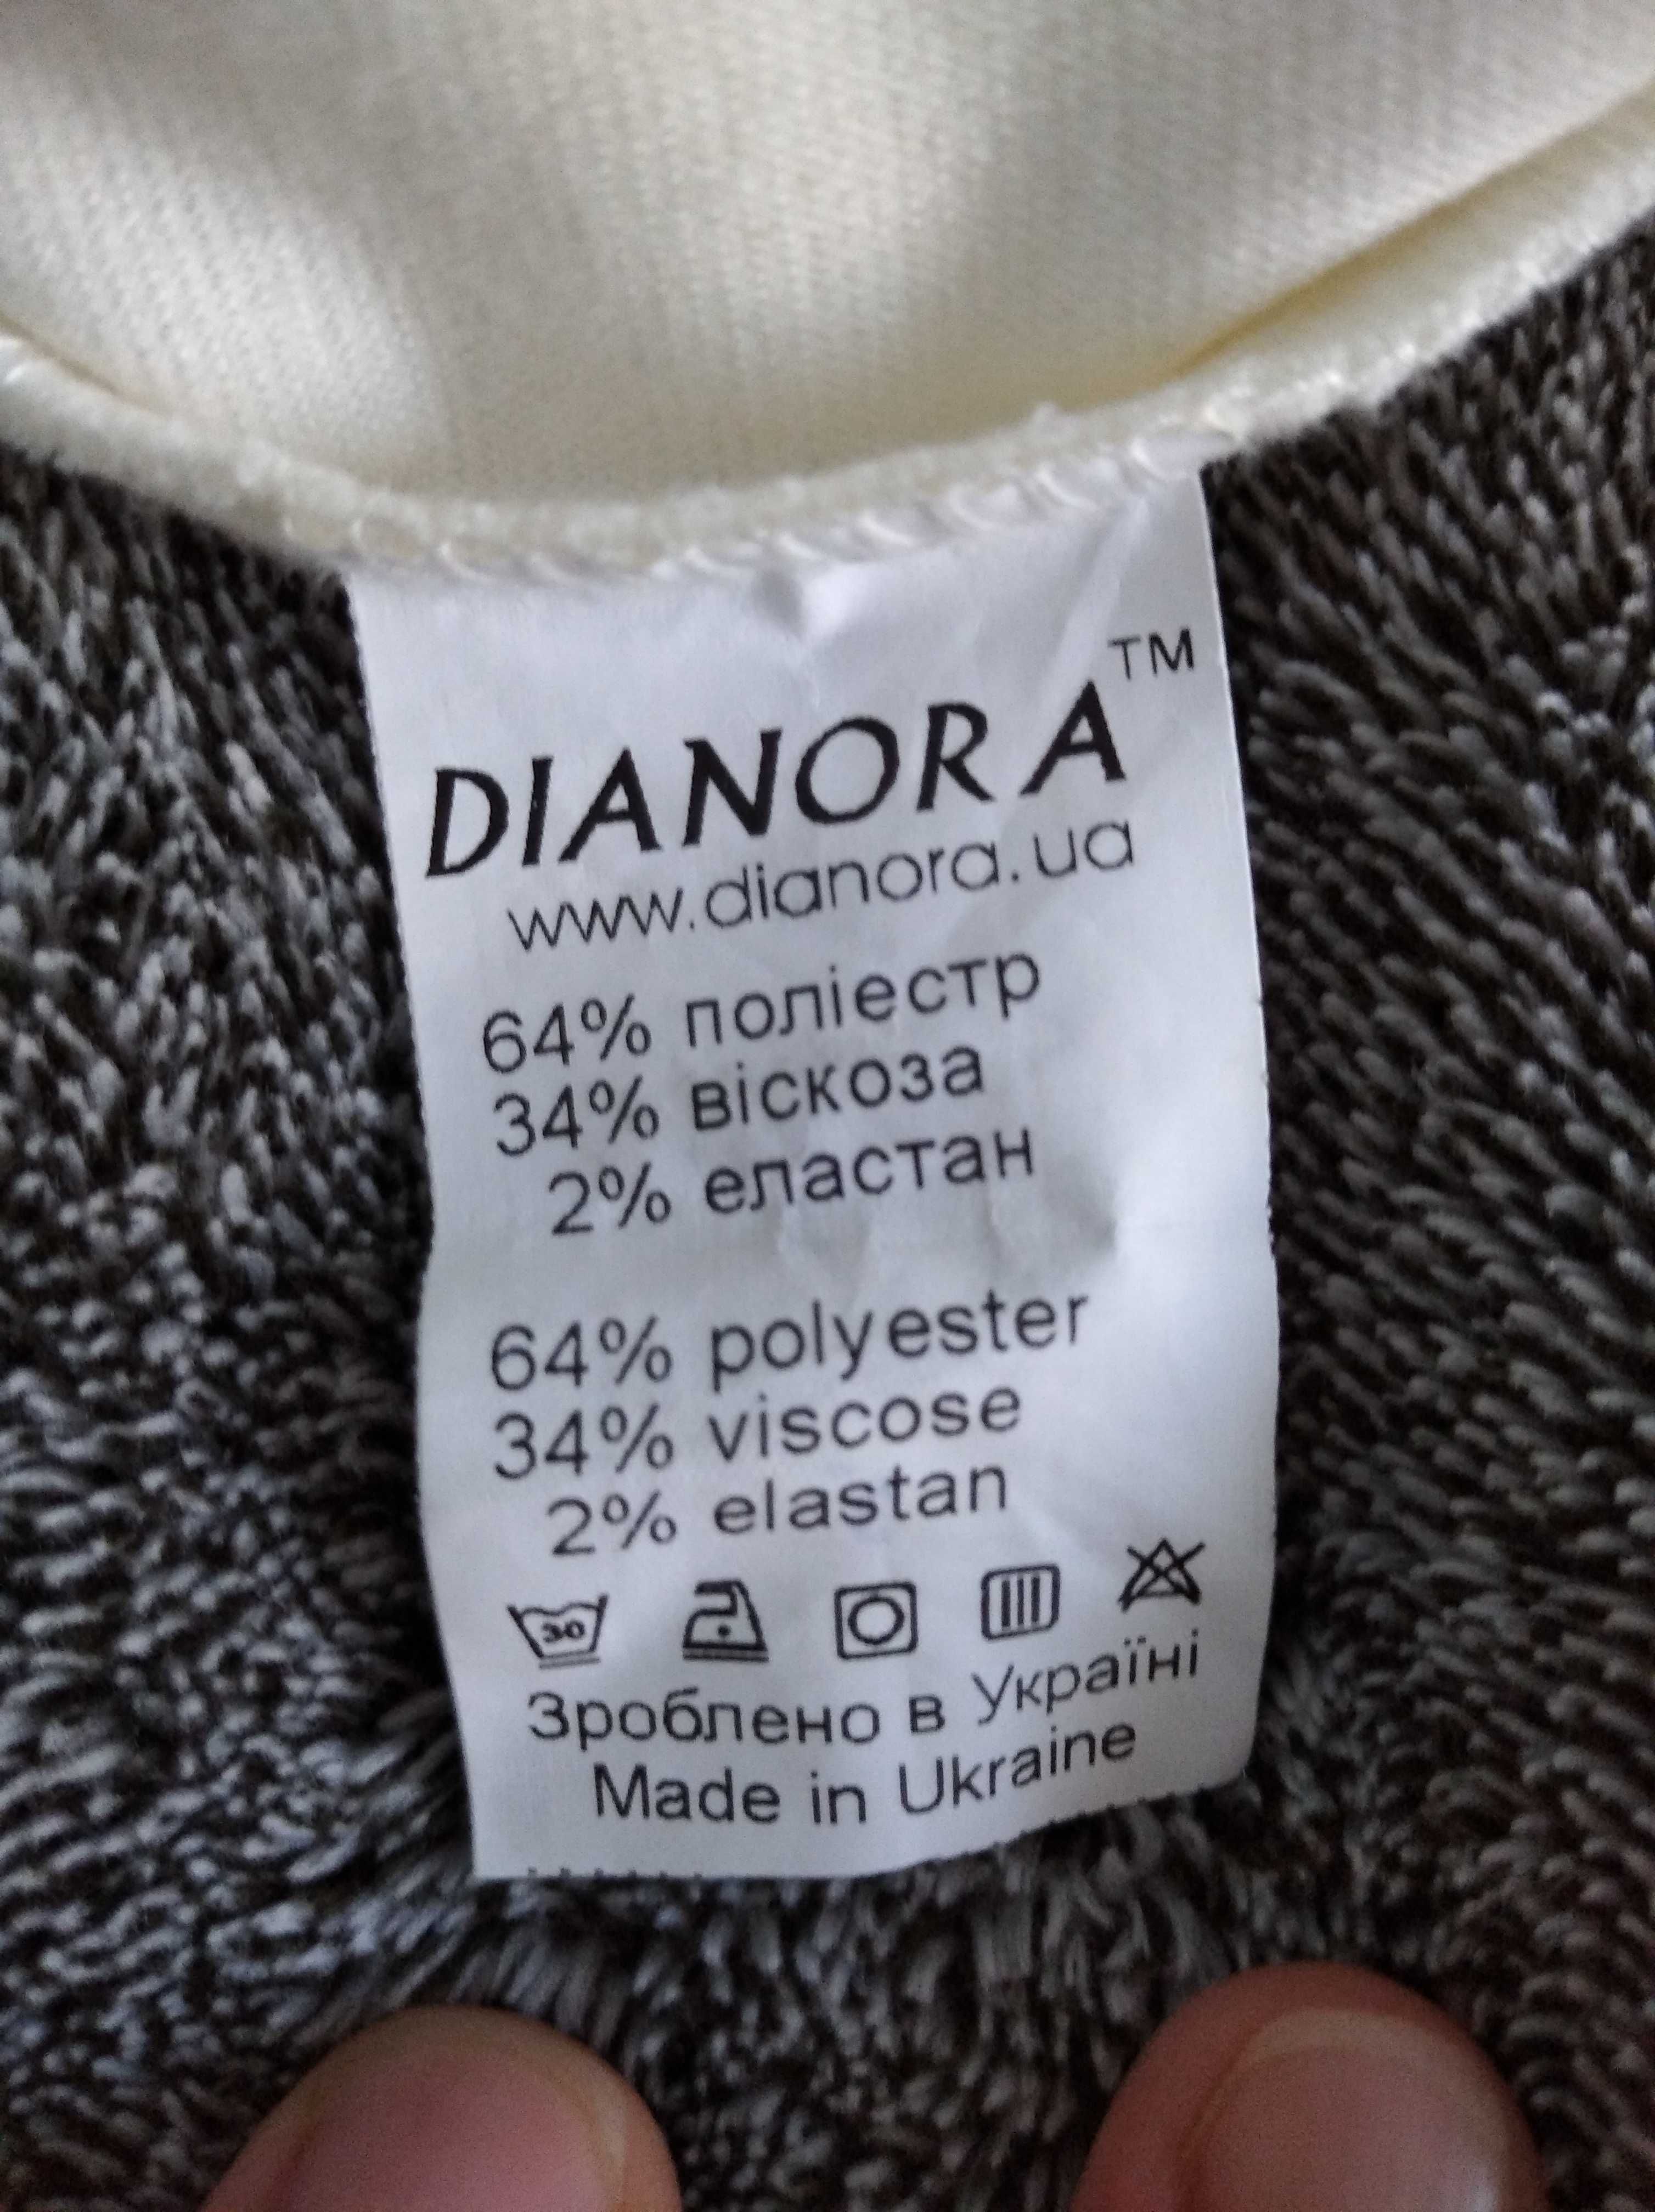 DIANORA™
www.dianora.ua
64% поліестр
34% віскоза
2% еластан
64% polyester
34% viscose
2% elastan
30
Зроблено в Україні
Made in Ukraine